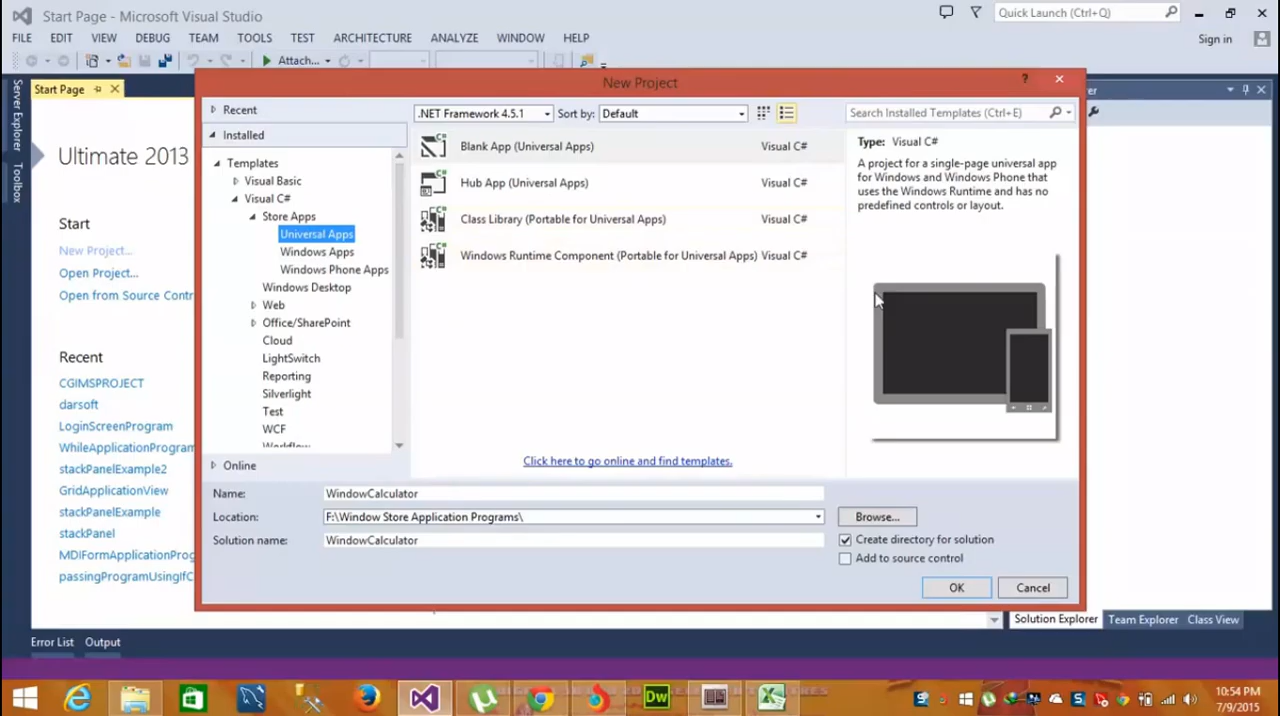 Start Page - Microsoft Visual Studio
Quick Launch (Ctrl+Q)
FILE EDIT VIEW DEBUG TEAM TOOLS TEST ARCHITECTURE ANALYZE WINDOW HELP
Sign in
Attach...
New Project
Server Explorer
Toolbox
Start Page
Ultimate 2013
Start
New Project...
Open Project...
Open from Source Contr
Recent
CGIMSPROJECT
darsoft
LoginScreenProgram
WhileApplicationProgram
stackPanelExample2
GridApplicationView
stackPanelExample
stackPanel
MDIFormApplicationProg
passingProgramUsingIfC
Recent
Installed
Templates
Visual Basic
Visual C#
Store Apps
Universal Apps
Windows Apps
Windows Phone Apps
Windows Desktop
Web
Office/SharePoint
Cloud
LightSwitch
Reporting
Silverlight
Test
WCF
Workflow
Online
.NET Framework 4.5.1 Sort by: Default
Search Installed Templates (Ctrl+E)
Blank App (Universal Apps) Visual C#
Hub App (Universal Apps) Visual C#
Class Library (Portable for Universal Apps) Visual C#
Windows Runtime Component (Portable for Universal Apps) Visual C#
Click here to go online and find templates.
Type: Visual C#
A project for a single-page universal app
for Windows and Windows Phone that
uses the Windows Runtime and has no
predefined controls or layout.
Name: WindowCalculator
Location: F:\Window Store Application Programs\
Browse...
Solution name: WindowCalculator
Create directory for solution
Add to source control
OK Cancel
Solution Explorer Team Explorer Class View
Error List Output
Dw
10:54 PM
7/9/2015